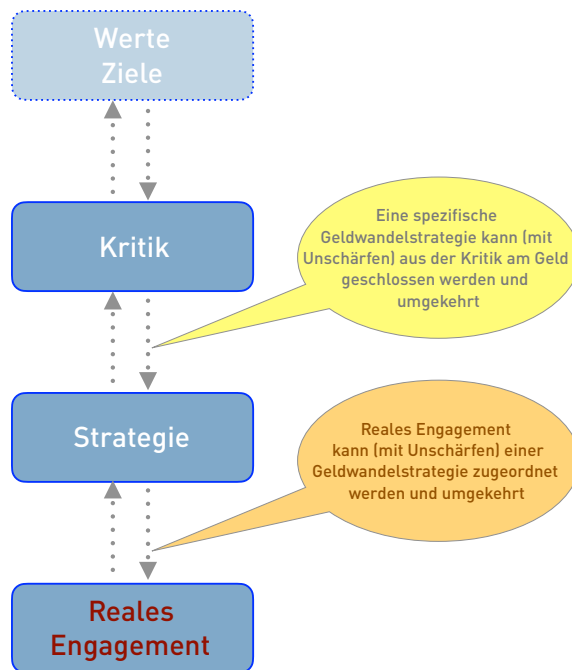 Werte
Ziele
Kritik
Eine spezifische
Geldwandelstrategie kann (mit
Unschärfen) aus der Kritik am Geld
geschlossen werden und
umgekehrt
Strategie
Reales Engagement
kann (mit Unschärfen) einer
Geldwandelstrategie zugeordnet
werden und umgekehrt
Reales
Engagement